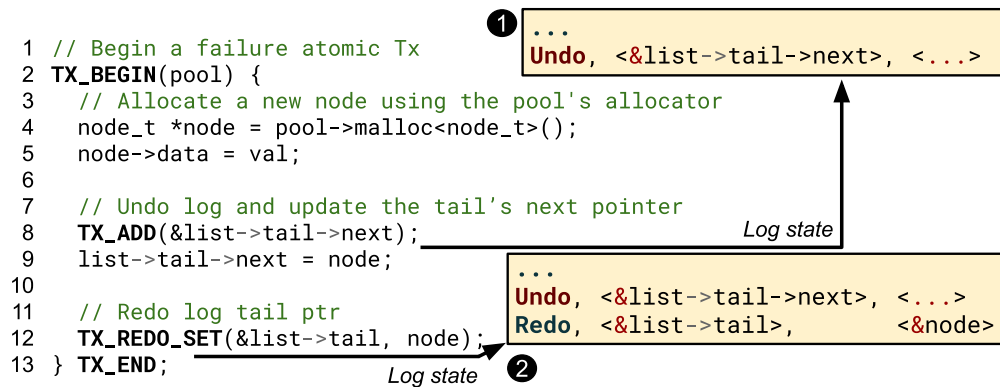 1 // Begin a failure atomic Tx
2 TX_BEGIN(pool) {
3 // Allocate a new node using the pool's allocator
4 node_t *node = pool->malloc<node_t>();
5 node->data = val;
6
7 // Undo log and update the tail’s next pointer
8 TX_ADD(&list->tail->next);
9 list->tail->next = node;
10
11 // Redo log tail ptr
12 TX_REDO_SET(&list->tail, node);
13 } TX_END;
1
...
Undo, <&list->tail->next>, <...>
Log state
...
Undo, <&list->tail->next>, <...>
Redo, <&list->tail>, <&node>
Log state
2